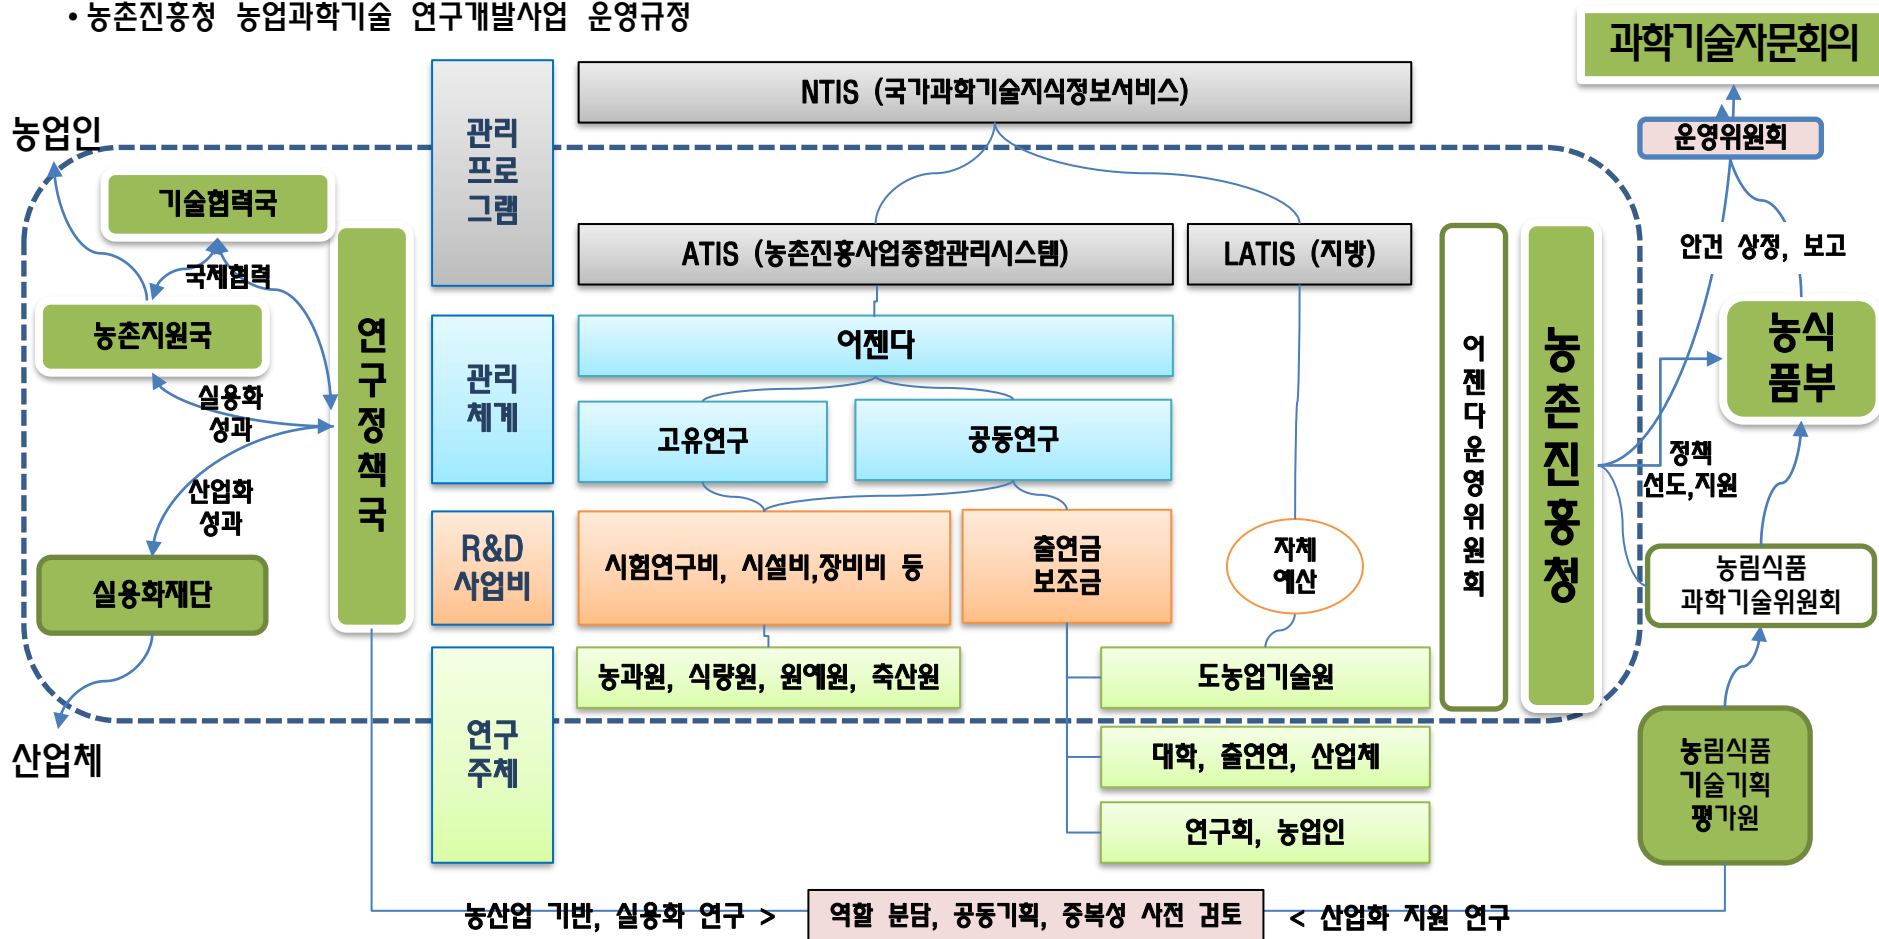 • 농촌진흥청 농업과학기술 연구개발사업 운영규정
과학기술자문회의
운영위원회
안건 상정, 보고
농식
품부
정책
선도,지원
농림식품
과학기술위원회
농림식품
기술기획
평가원
농업인
기술협력국
국제협력
농촌지원국
실용화
성과
산업화
성과
실용화재단
산업체
연구정책국
관리
프로
그램
NTIS (국가과학기술지식정보서비스)
ATIS (농촌진흥사업종합관리시스템)
LATIS (지방)
관리
체계
어젠다
고유연구
공동연구
R&D
사업비
시험연구비, 시설비,장비비 등
출연금
보조금
자체
예산
연구
주체
농과원, 식량원, 원예원, 축산원
도농업기술원
대학, 출연연, 산업체
연구회, 농업인
어젠다운영위원회
농촌진흥청
농산업 기반, 실용화 연구 >
역할 분담, 공동기획, 중복성 사전 검토
< 산업화 지원 연구